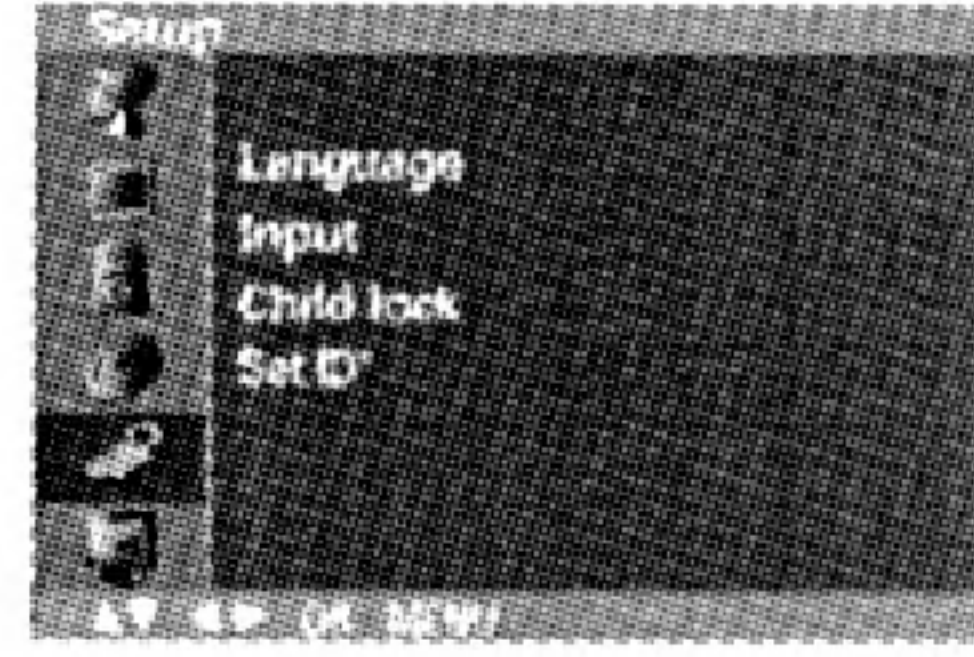 Setup
Language
Input
Child lock
Set ID
▲▼ ◀▶ OK MENU